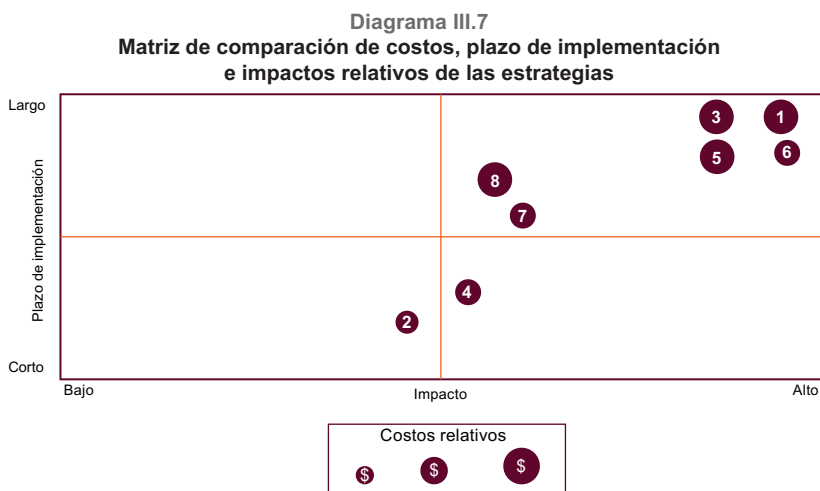 Diagrama III.7
Matriz de comparación de costos, plazo de implementación
e impactos relativos de las estrategias
Largo
Plazo de implementación
Corto
3
1
5
6
8
7
4
2
Bajo
Impacto
Alto
Costos relativos
$
$
$